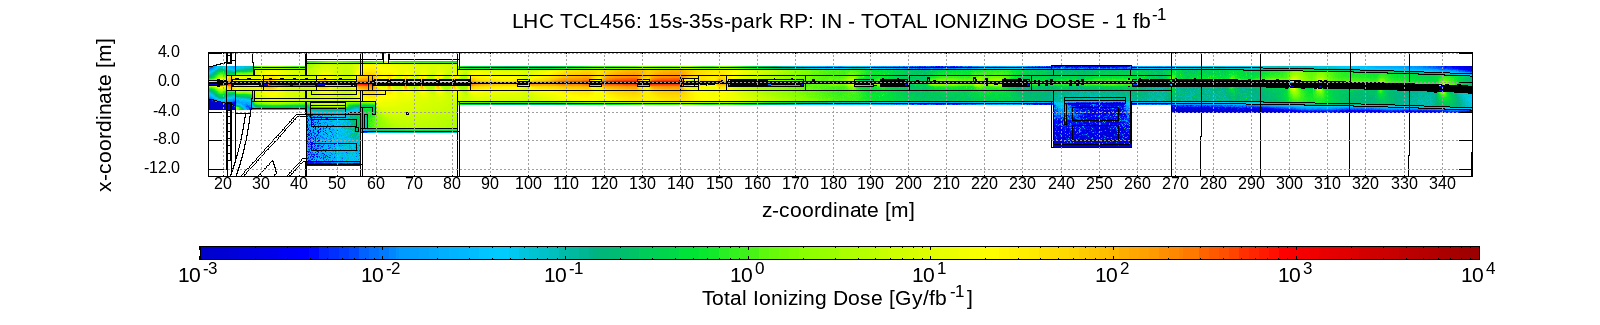 LHC TCL456: 15s-35s-park RP: IN - TOTAL IONIZING DOSE - 1 fb⁻¹
x-coordinate [m]
4.0
0.0
-4.0
-8.0
-12.0
20 30 40 50 60 70 80 90 100 110 120 130 140 150 160 170 180 190 200 210 220 230 240 250 260 270 280 290 300 310 320 330 340
z-coordinate [m]
10⁻³ 10⁻² 10⁻¹ 10⁰ 10¹ 10² 10³ 10⁴
Total Ionizing Dose [Gy/fb⁻¹]